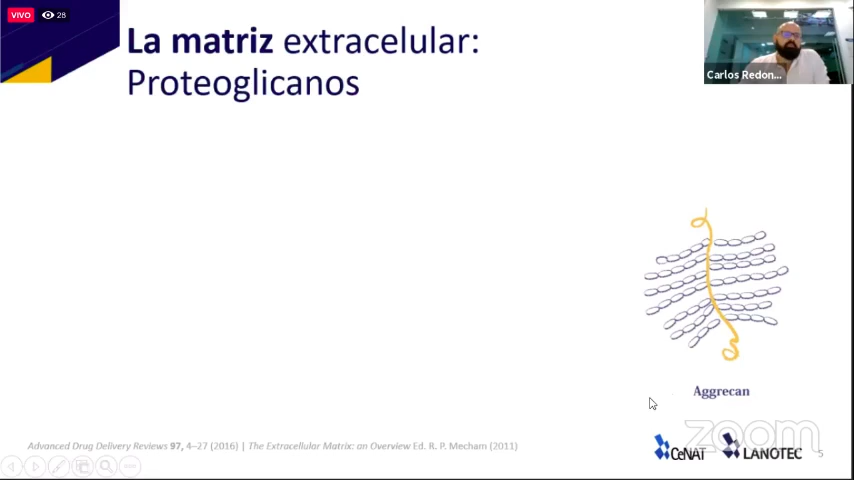 VIVO 28
La matriz extracelular:
Proteoglicanos
Carlos Redon...
Aggrecan
Advanced Drug Delivery Reviews 97, 4–27 (2016) | The Extracellular Matrix: an Overview Ed. R. P. Mecham (2011)
zoom
CeNAT LANOTEC 5